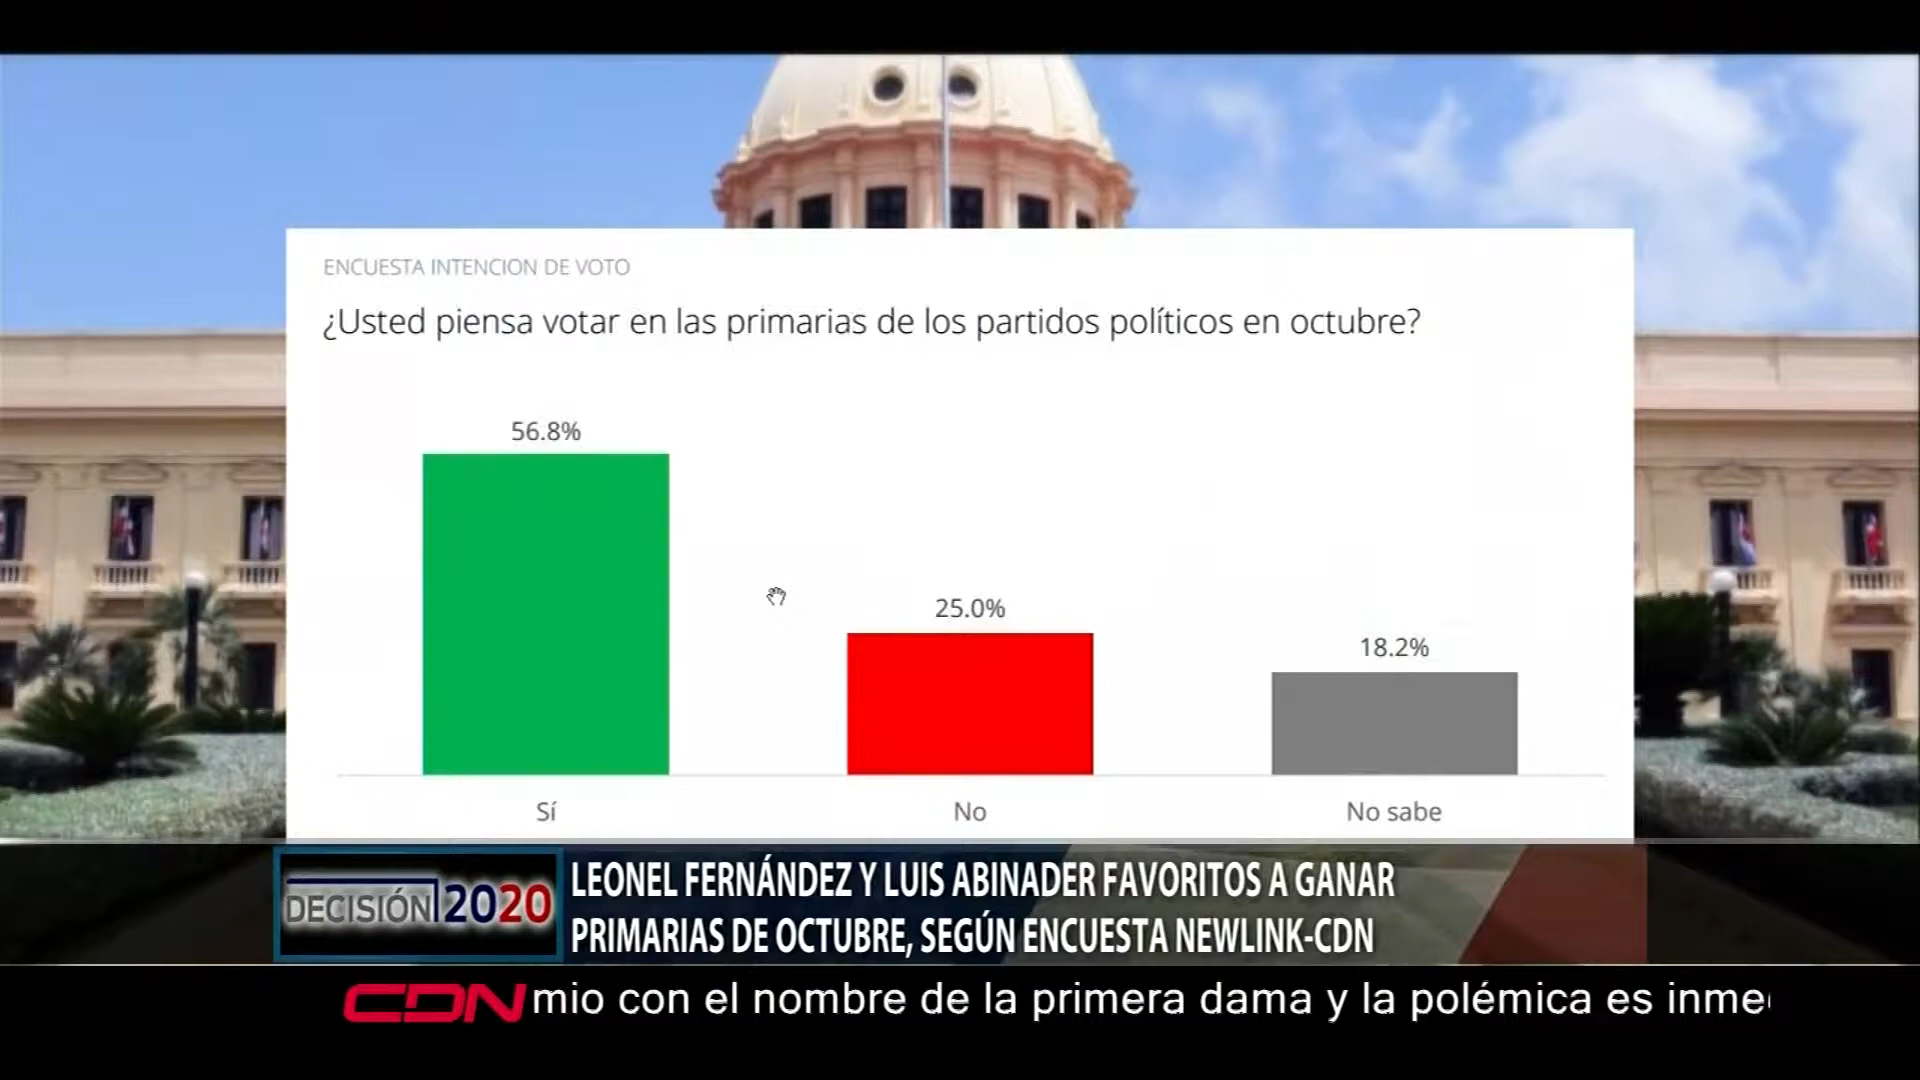 ENCUESTA INTENCION DE VOTO
¿Usted piensa votar en las primarias de los partidos políticos en octubre?
56.8%
25.0%
18.2%
Sí
No
No sabe
DECISIÓN 2020
LEONEL FERNÁNDEZ Y LUIS ABINADER FAVORITOS A GANAR
PRIMARIAS DE OCTUBRE, SEGÚN ENCUESTA NEWLINK-CDN
CDN mio con el nombre de la primera dama y la polémica es inme